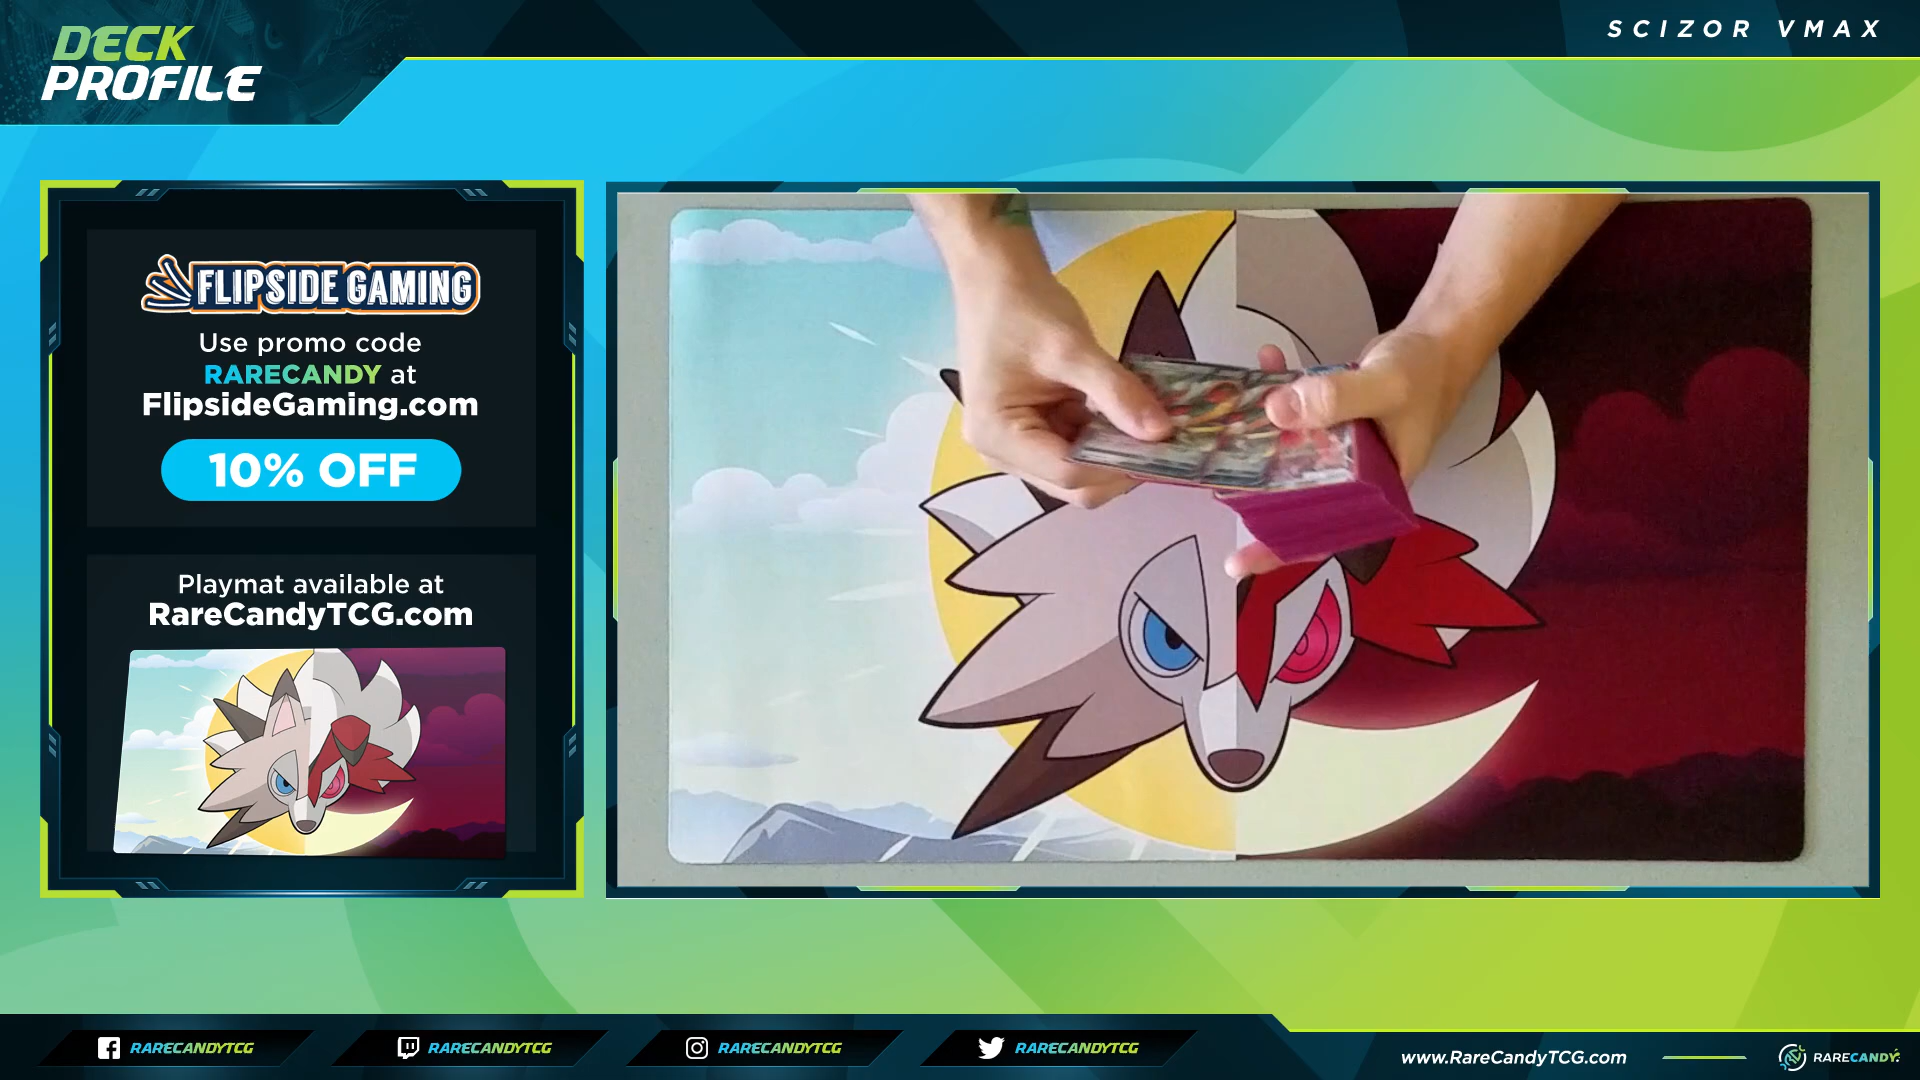 DECK
PROFILE
SCIZOR VMAX
FLIPSIDE GAMING
Use promo code
RARECANDY at
FlipsideGaming.com
10% OFF
Playmat available at
RareCandyTCG.com
RARECANDYTCG
RARECANDYTCG
RARECANDYTCG
RARECANDYTCG
www.RareCandyTCG.com
RARECANDY